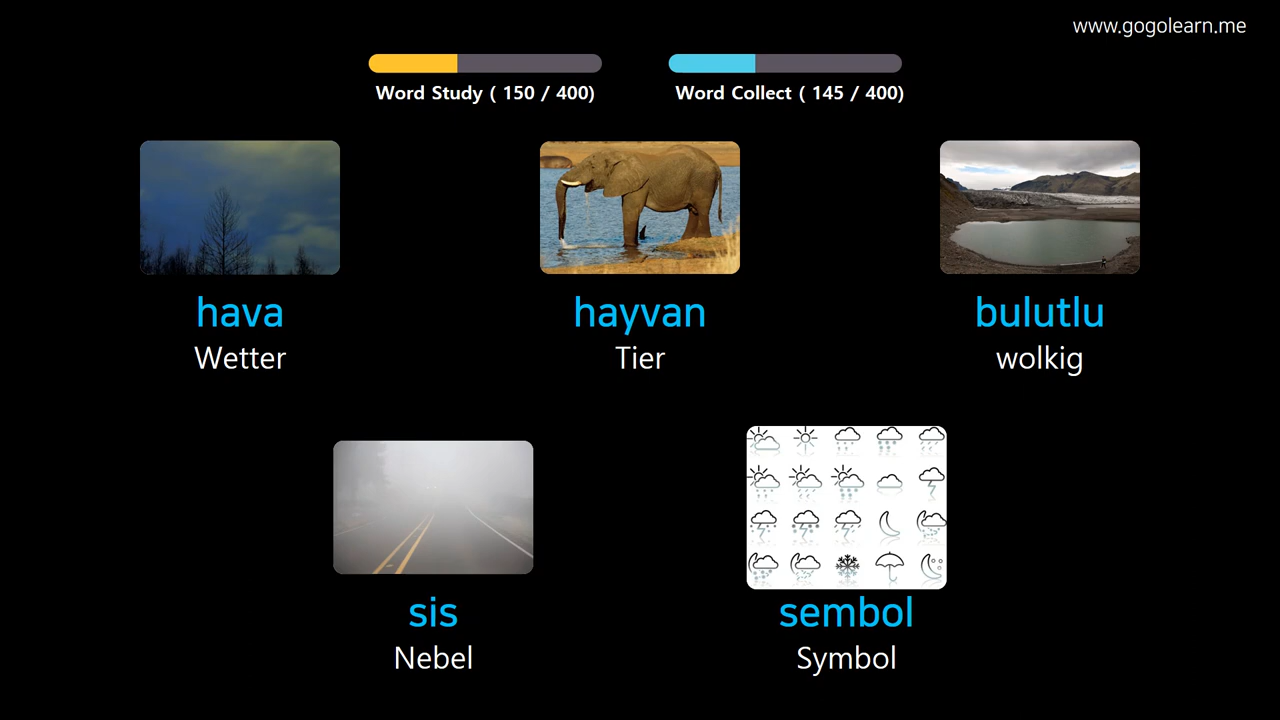 www.gogolearn.me
Word Study ( 150 / 400)
Word Collect ( 145 / 400)
hava
Wetter
hayvan
Tier
bulutlu
wolkig
sis
Nebel
sembol
Symbol